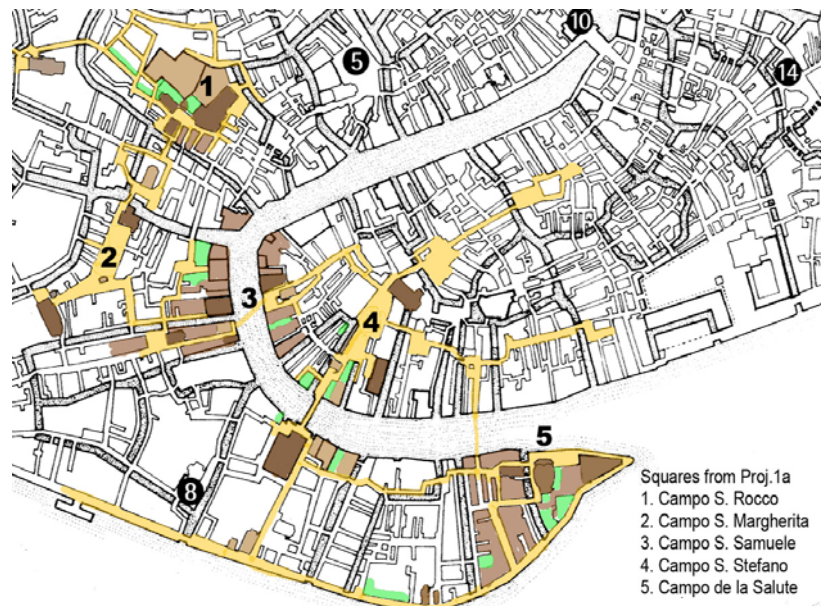 10
5
14
1
2
3
4
5
8
Squares from Proj.1a
1. Campo S. Rocco
2. Campo S. Margherita
3. Campo S. Samuele
4. Campo S. Stefano
5. Campo de la Salute